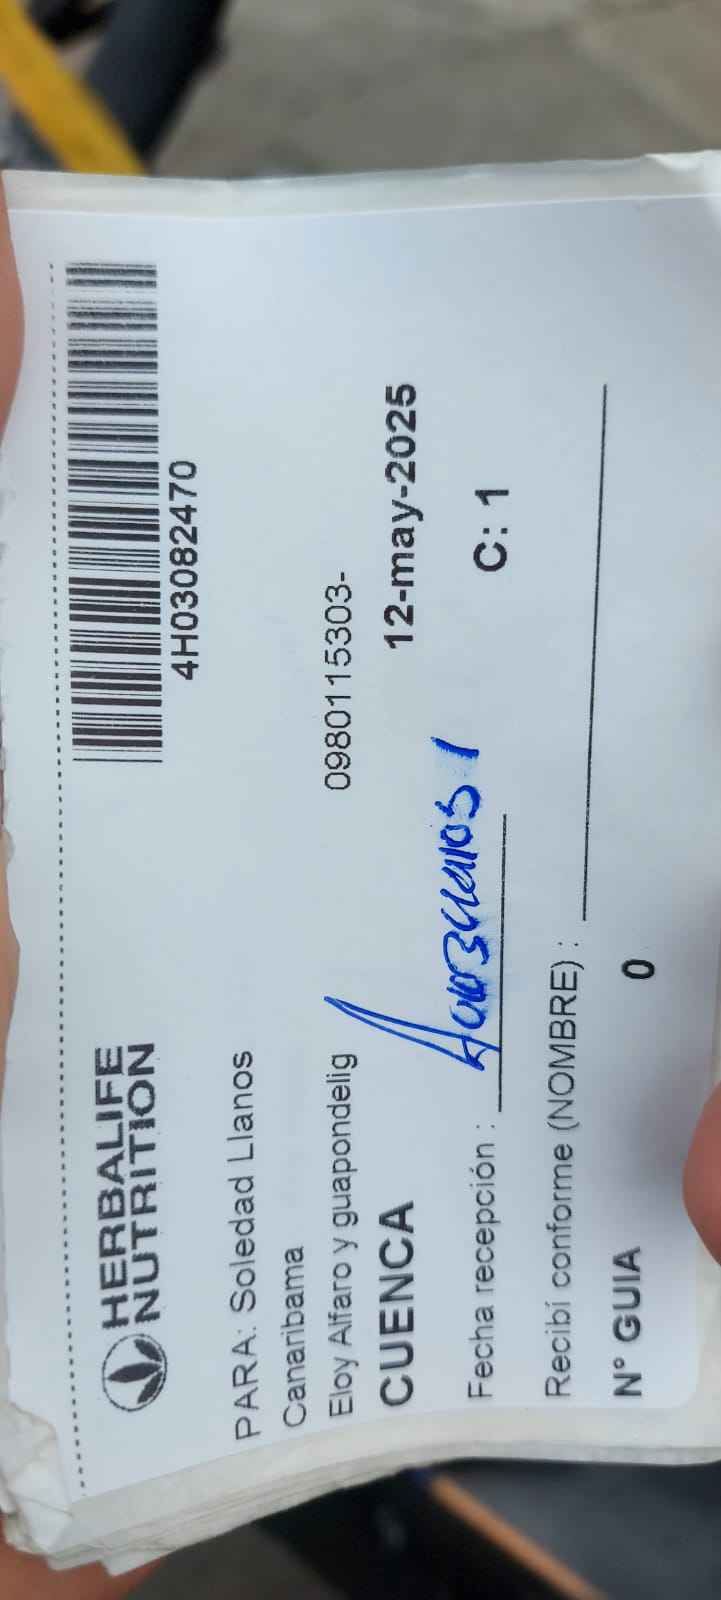 HERBALIFE
NUTRITION
4H03082470
PARA: Soledad Llanos
Canaribama
Eloy Alfaro y guapondelig 0980115303-
CUENCA 12-may-2025
Fecha recepción : C: 1
Recibí conforme (NOMBRE) :
N° GUIA 0